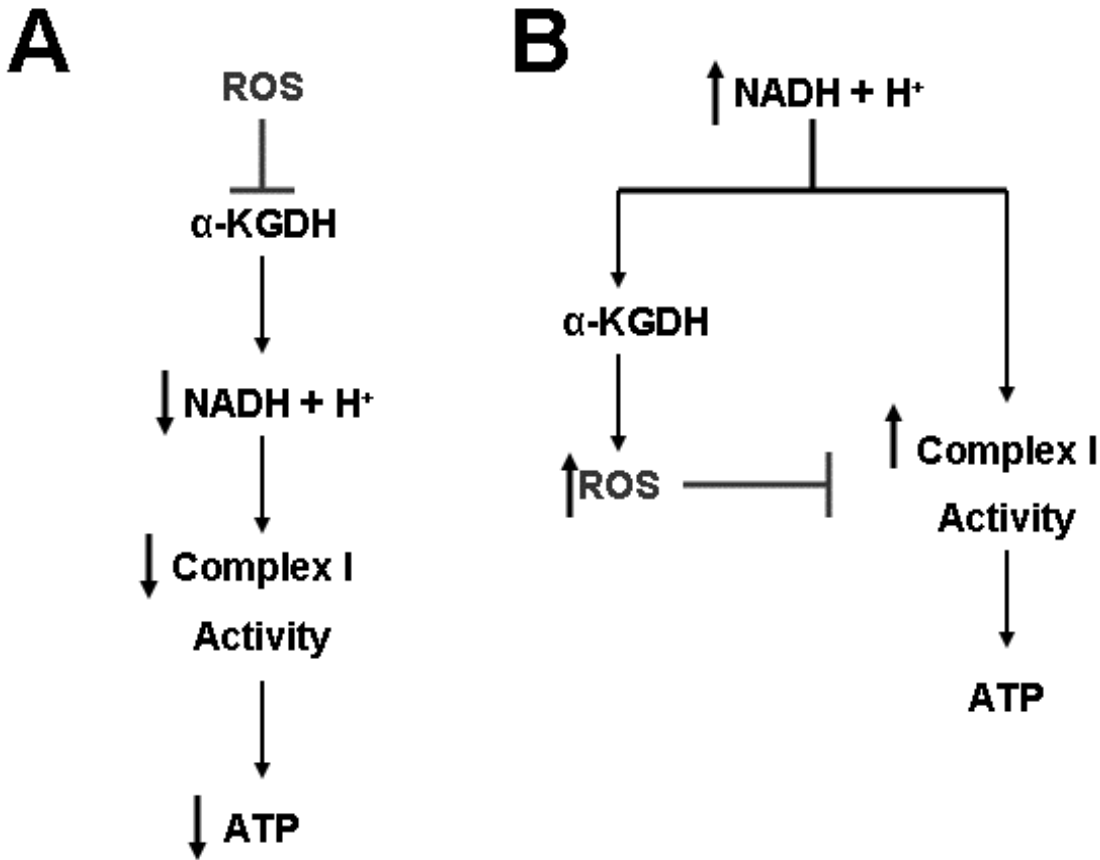 A
ROS
α-KGDH
NADH + H⁺
Complex I
Activity
ATP
B
NADH + H⁺
α-KGDH
ROS
Complex I
Activity
ATP